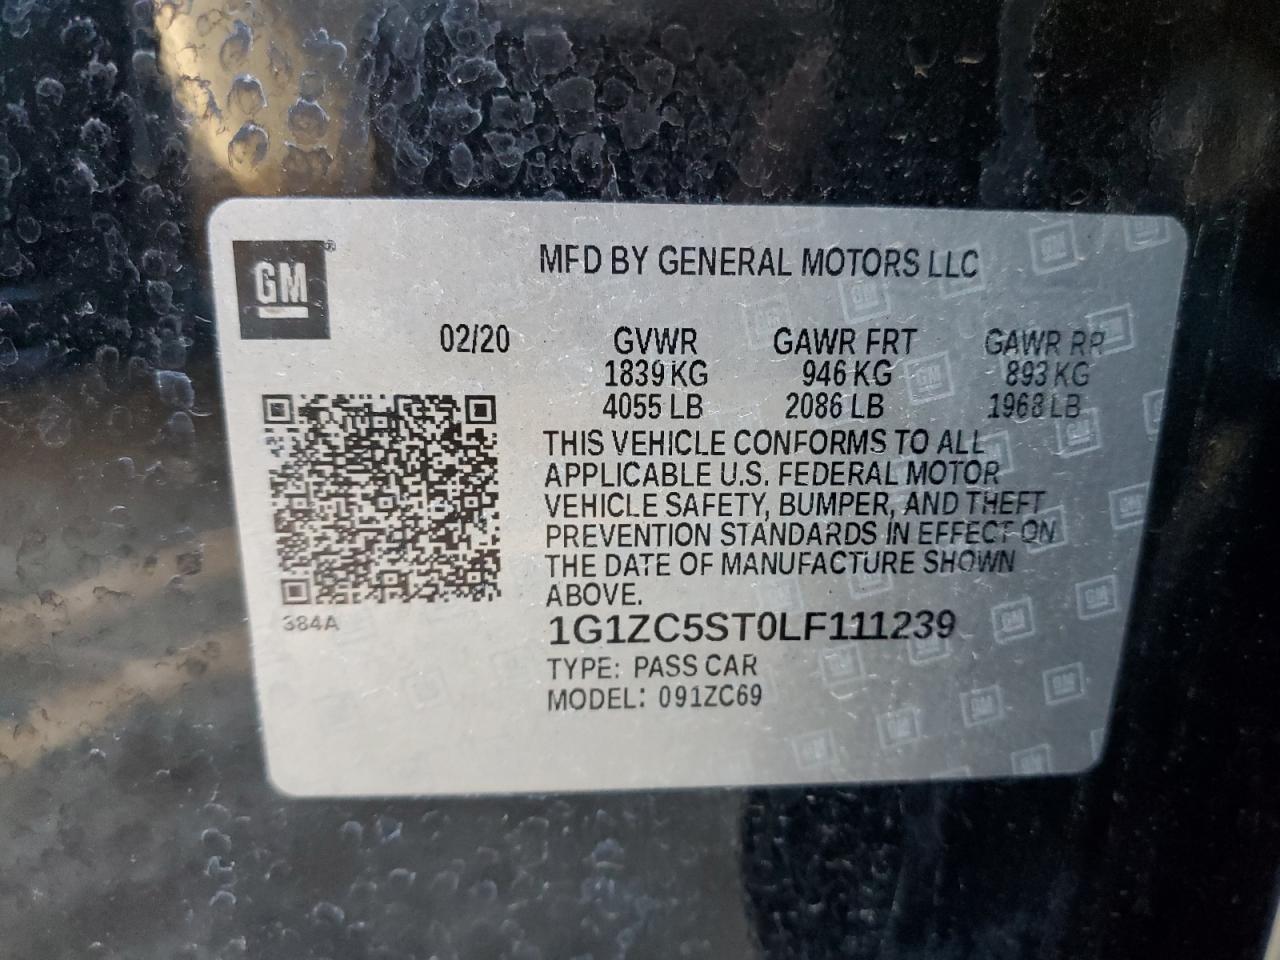 GM®
MFD BY GENERAL MOTORS LLC
02/20 GVWR GAWR FRT GAWR RR
1839 KG 946 KG 893 KG
4055 LB 2086 LB 1968 LB
THIS VEHICLE CONFORMS TO ALL
APPLICABLE U.S. FEDERAL MOTOR
VEHICLE SAFETY, BUMPER, AND THEFT
PREVENTION STANDARDS IN EFFECT ON
THE DATE OF MANUFACTURE SHOWN
ABOVE.
384A
1G1ZC5ST0LF111239
TYPE: PASS CAR
MODEL: 091ZC69